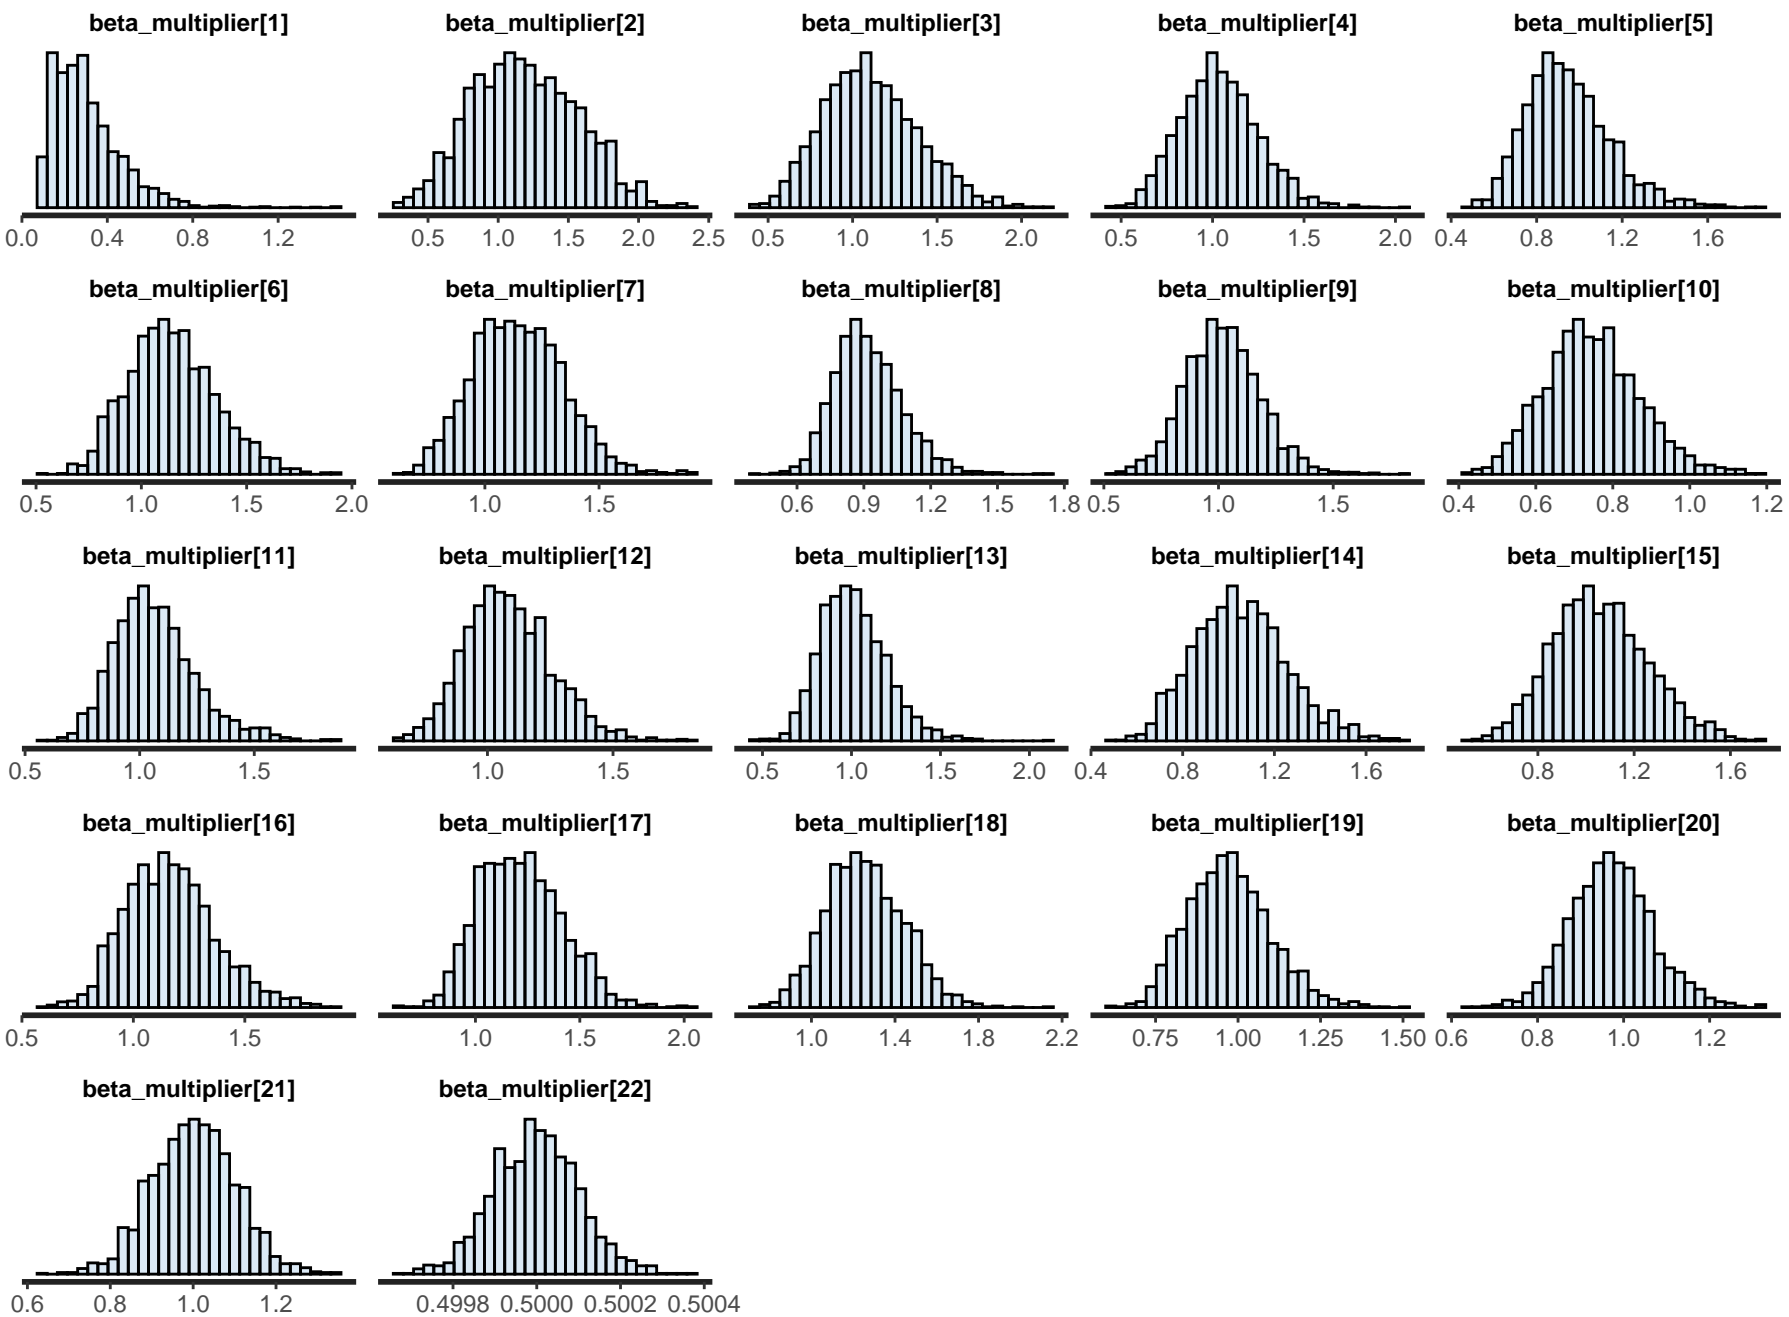 beta_multiplier[1] beta_multiplier[2] beta_multiplier[3] beta_multiplier[4] beta_multiplier[5]
0.0 0.4 0.8 1.2 0.5 1.0 1.5 2.0 2.5 0.5 1.0 1.5 2.0 0.5 1.0 1.5 2.0 0.4 0.8 1.2 1.6
beta_multiplier[6] beta_multiplier[7] beta_multiplier[8] beta_multiplier[9] beta_multiplier[10]
0.5 1.0 1.5 2.0 1.0 1.5 0.6 0.9 1.2 1.5 1.8 0.5 1.0 1.5 0.4 0.6 0.8 1.0 1.2
beta_multiplier[11] beta_multiplier[12] beta_multiplier[13] beta_multiplier[14] beta_multiplier[15]
0.5 1.0 1.5 1.0 1.5 0.5 1.0 1.5 2.0 0.4 0.8 1.2 1.6 0.8 1.2 1.6
beta_multiplier[16] beta_multiplier[17] beta_multiplier[18] beta_multiplier[19] beta_multiplier[20]
0.5 1.0 1.5 1.0 1.5 2.0 1.0 1.4 1.8 2.2 0.75 1.00 1.25 1.50 0.6 0.8 1.0 1.2
beta_multiplier[21] beta_multiplier[22]
0.6 0.8 1.0 1.2 0.4998 0.5000 0.5002 0.5004